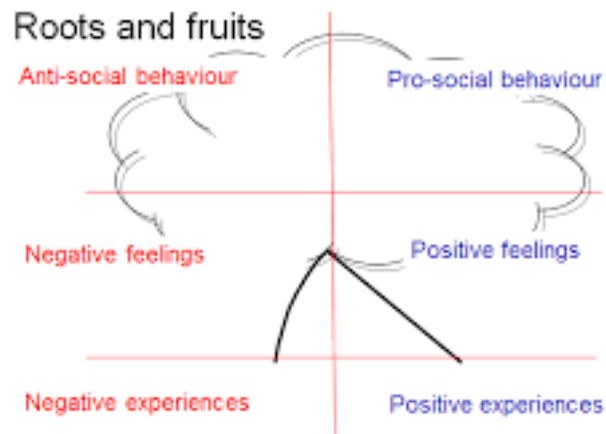 Roots and fruits
Anti-social behaviour
Pro-social behaviour
Negative feelings
Positive feelings
Negative experiences
Positive experiences